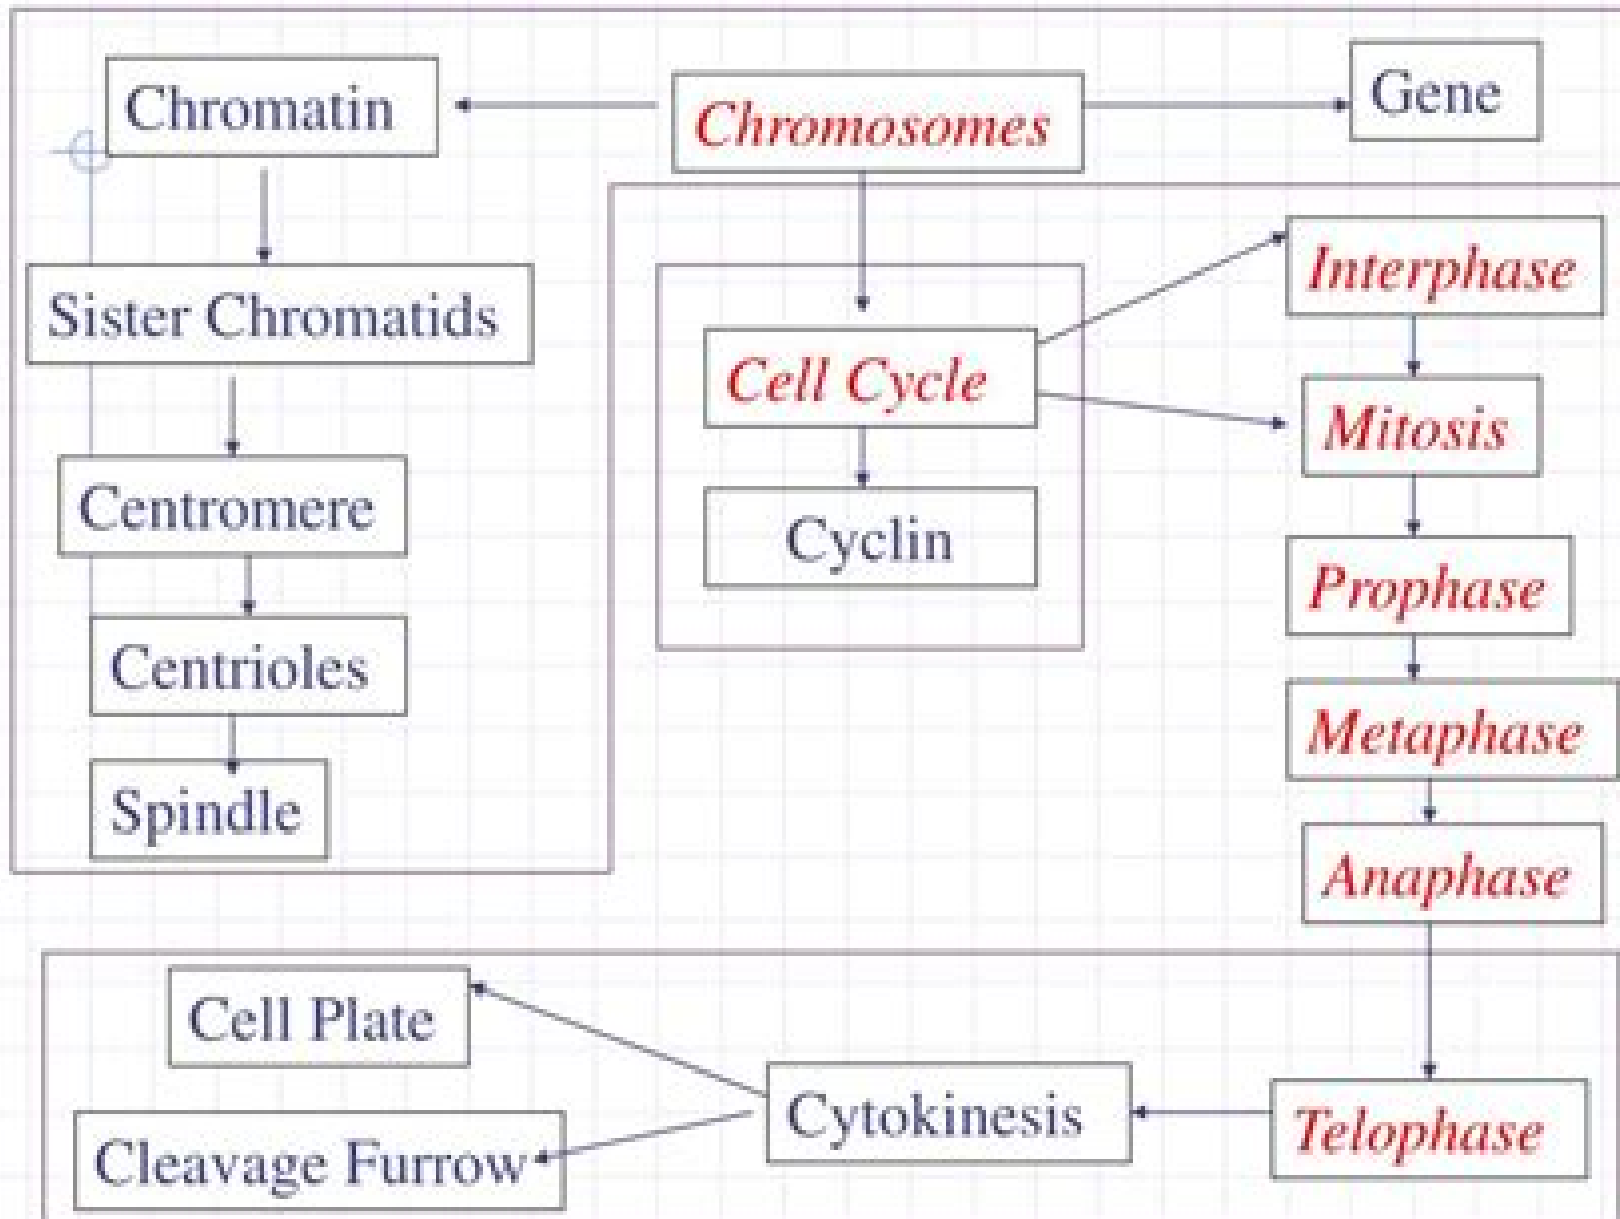 Chromatin
Chromosomes
Gene
Sister Chromatids
Cell Cycle
Interphase
Mitosis
Centromere
Cyclin
Prophase
Centrioles
Metaphase
Spindle
Anaphase
Cell Plate
Cytokinesis
Telophase
Cleavage Furrow